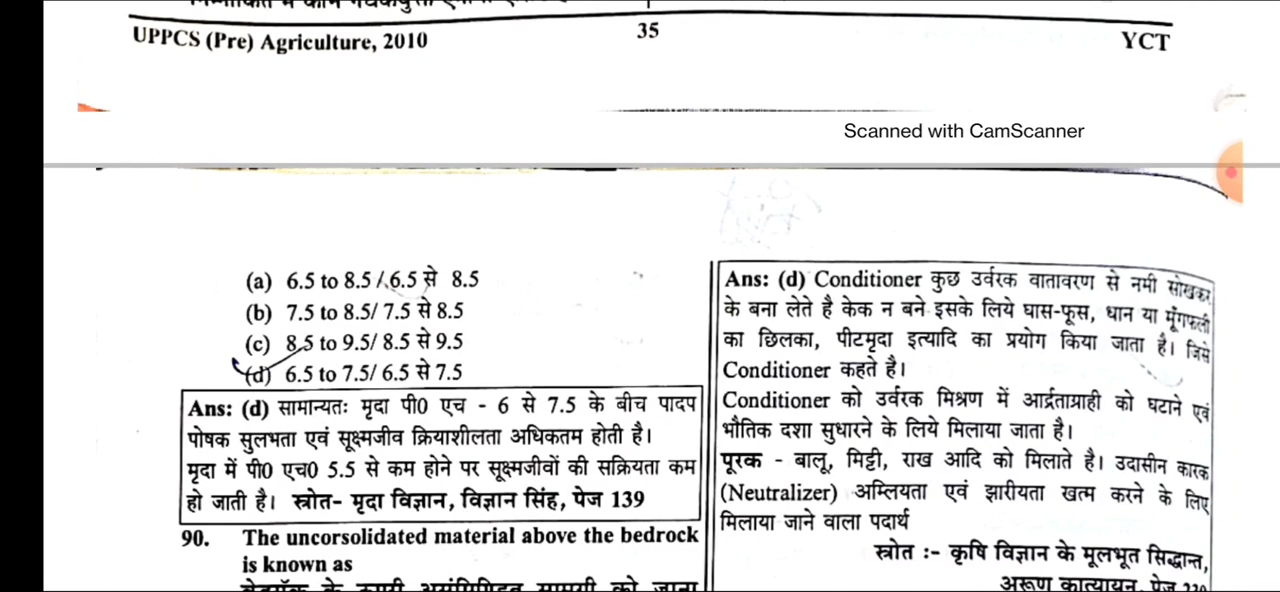 UPPCS (Pre) Agriculture, 2010 35 YCT
Scanned with CamScanner
(a) 6.5 to 8.5 / 6.5 से 8.5
(b) 7.5 to 8.5/ 7.5 से 8.5
(c) 8.5 to 9.5/ 8.5 से 9.5
(d) 6.5 to 7.5/ 6.5 से 7.5
Ans: (d) सामान्यतः मृदा पी0 एच - 6 से 7.5 के बीच पादप
पोषक सुलभता एवं सूक्ष्मजीव क्रियाशीलता अधिकतम होती है।
मृदा में पी0 एच0 5.5 से कम होने पर सूक्ष्मजीवों की सक्रियता कम
हो जाती है। स्त्रोत- मृदा विज्ञान, विज्ञान सिंह, पेज 139
90. The uncorsolidated material above the bedrock
is known as
Ans: (d) Conditioner कुछ उर्वरक वातावरण से नमी सोखकर
के बना लेते है केक न बने इसके लिये घास-फूस, धान या मूँगफली
का छिलका, पीटमृदा इत्यादि का प्रयोग किया जाता है। जिसे
Conditioner कहते है।
Conditioner को उर्वरक मिश्रण में आर्द्रताग्राही को घटाने एवं
भौतिक दशा सुधारने के लिये मिलाया जाता है।
पूरक - बालू, मिट्टी, राख आदि को मिलाते है। उदासीन कारक
(Neutralizer) अम्लियता एवं झारीयता खत्म करने के लिए
मिलाया जाने वाला पदार्थ
स्त्रोत :- कृषि विज्ञान के मूलभूत सिद्धान्त,
अरूण कात्यायन, पेज